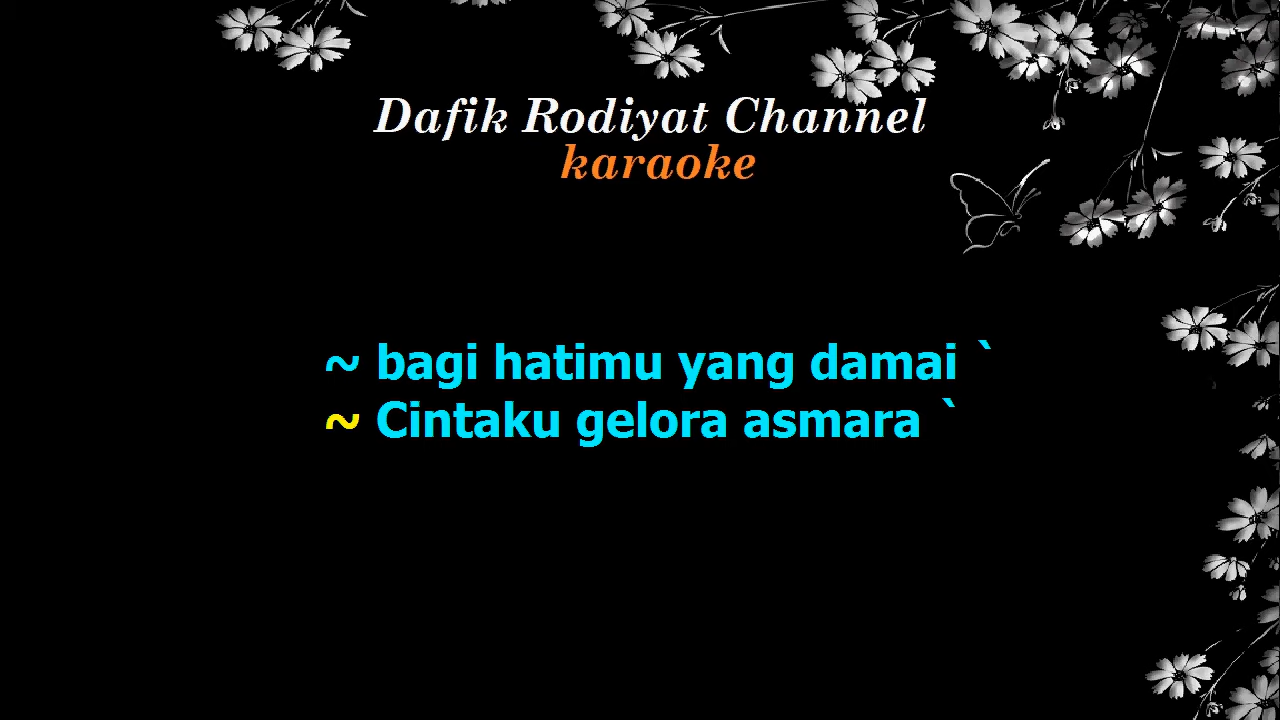 Dafik Rodiyat Channel
karaoke
~ bagi hatimu yang damai `
~ Cintaku gelora asmara `